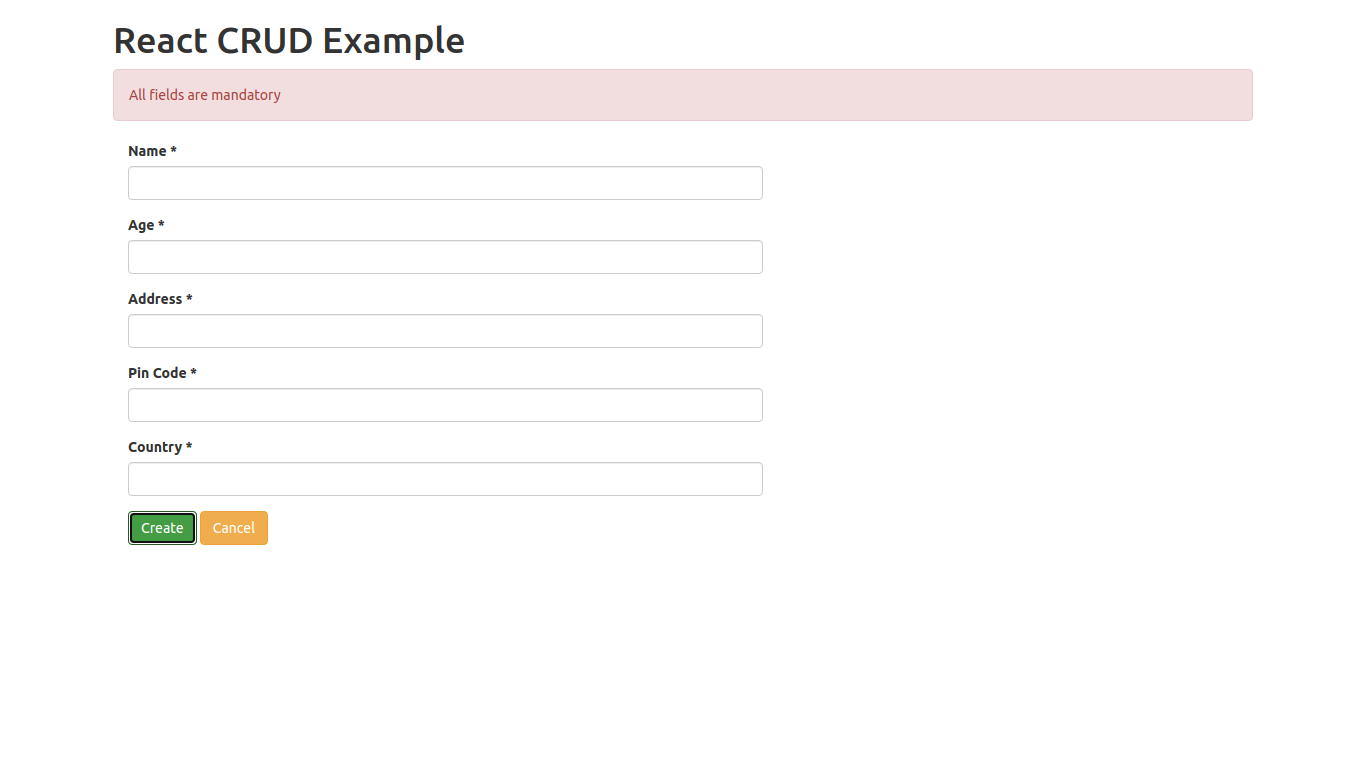 React CRUD Example
All fields are mandatory
Name *
Age *
Address *
Pin Code *
Country *
Create Cancel